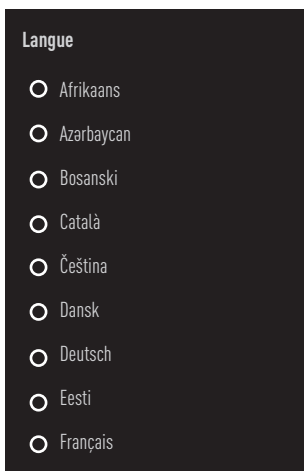 Langue
Afrikaans
Azərbaycan
Bosanski
Català
Čeština
Dansk
Deutsch
Eesti
Français